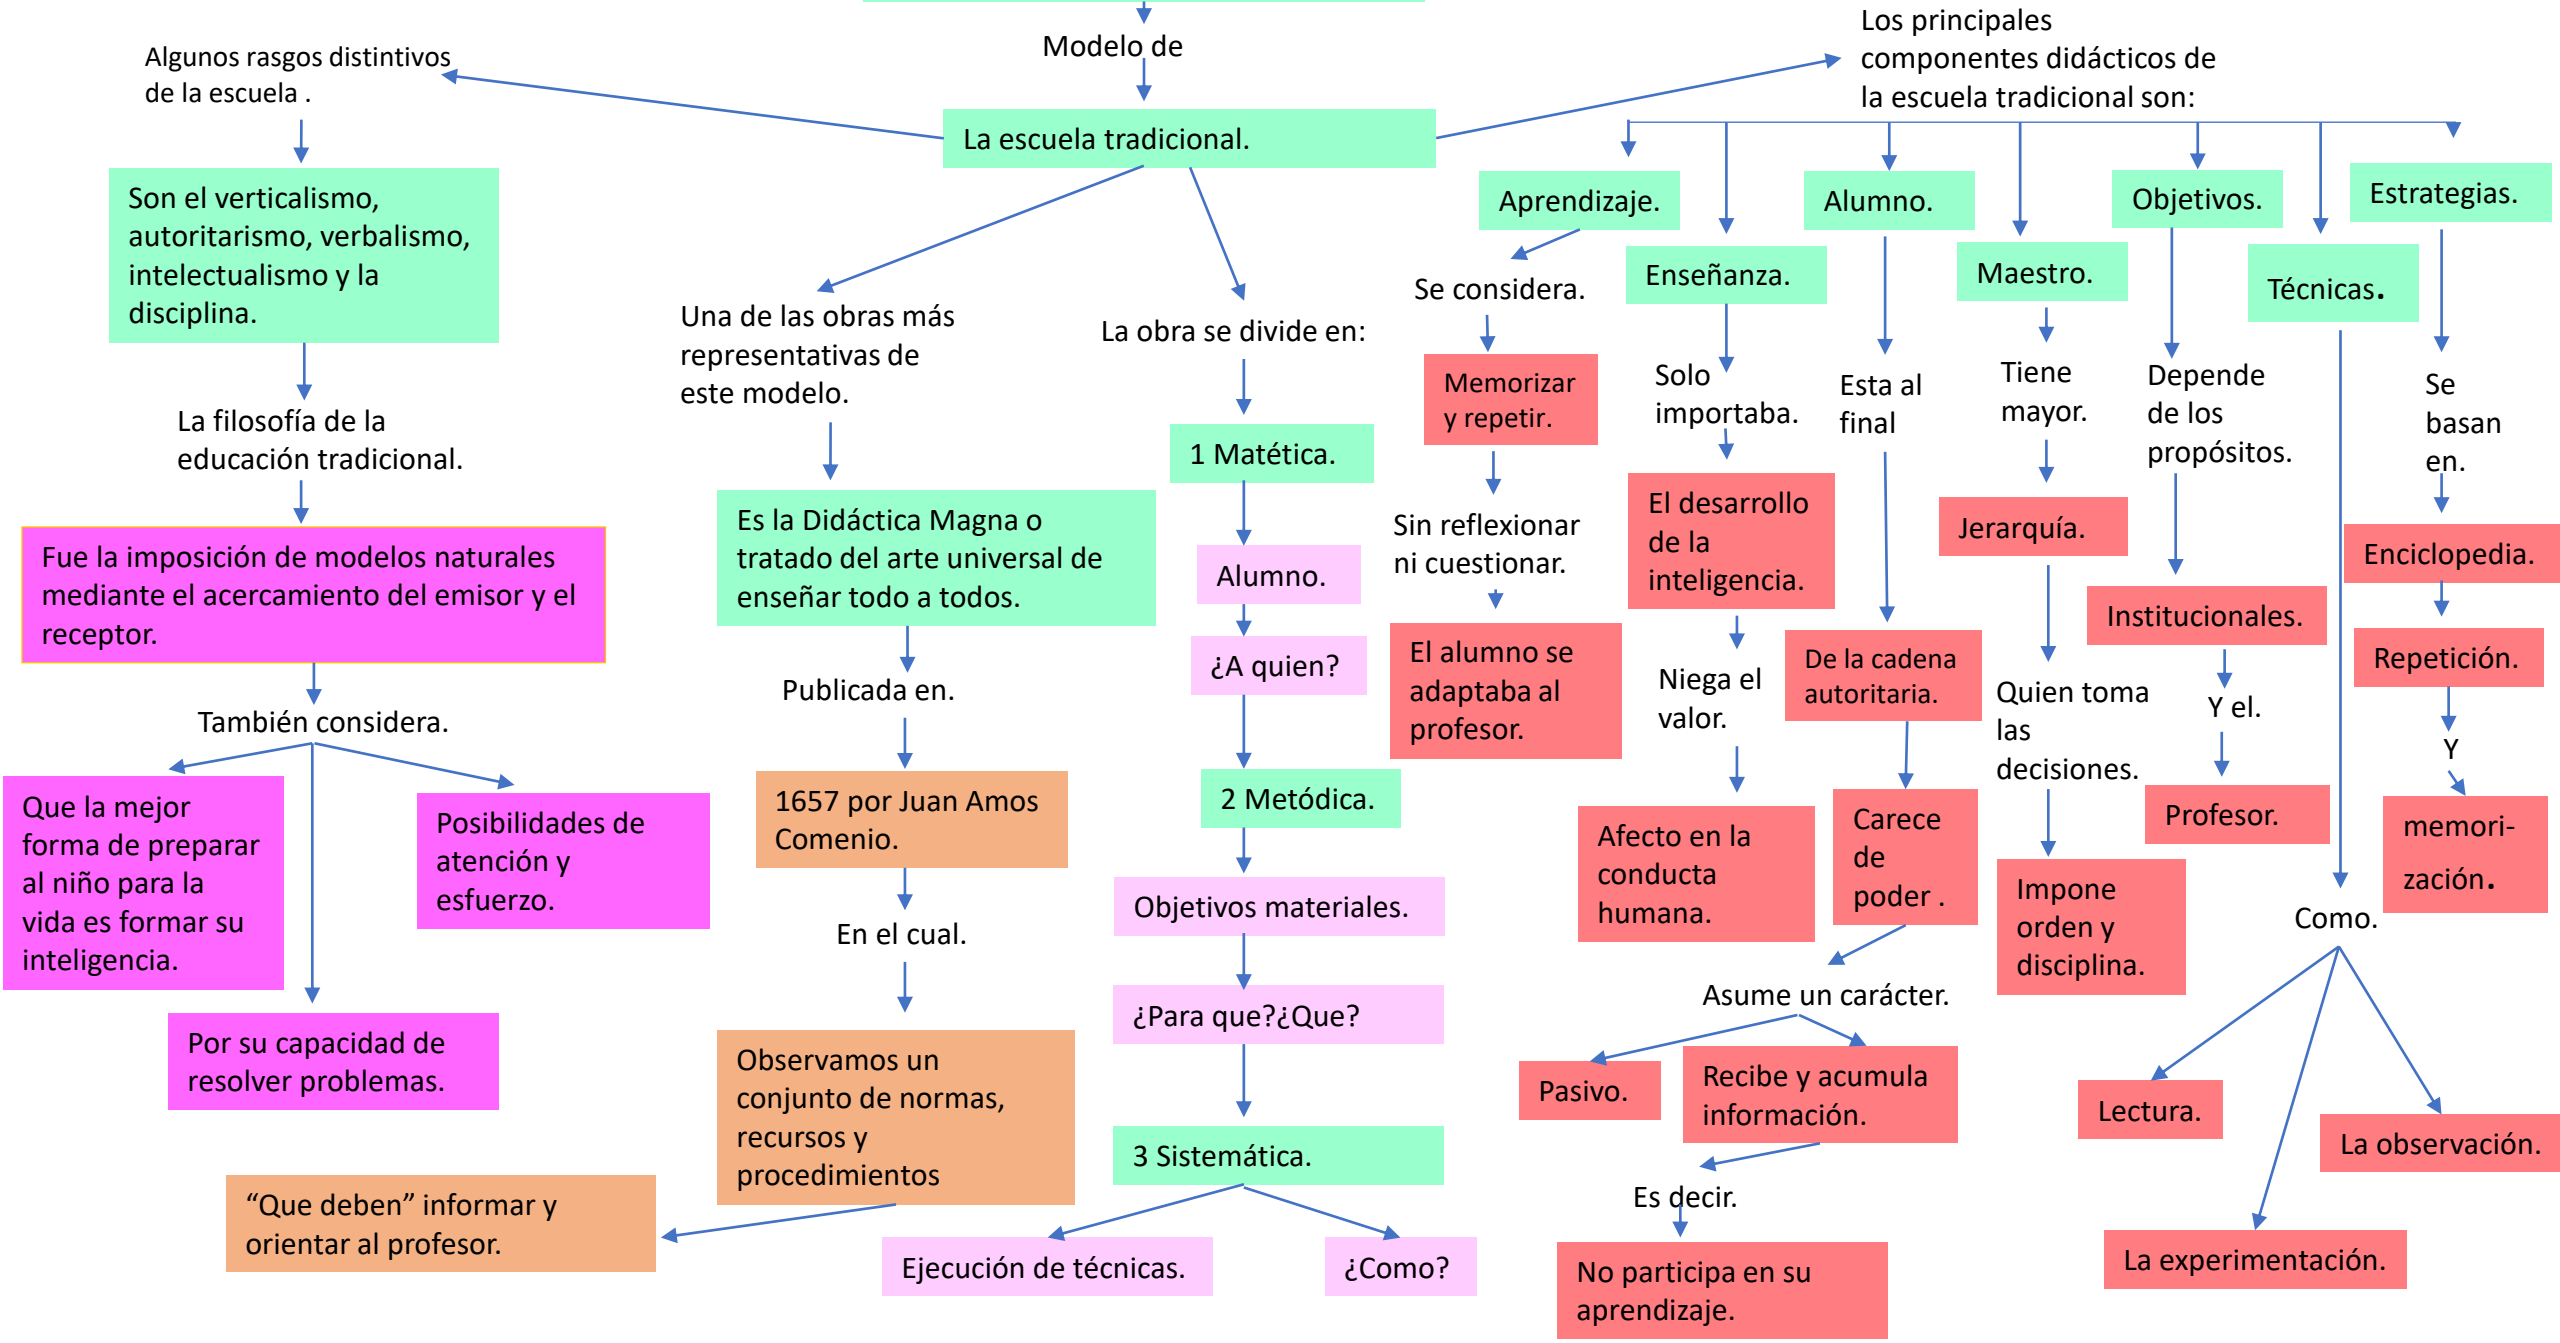 Modelo de
La escuela tradicional.
Algunos rasgos distintivos
de la escuela .
Son el verticalismo,
autoritarismo, verbalismo,
intelectualismo y la
disciplina.
La filosofía de la
educación tradicional.
Fue la imposición de modelos naturales
mediante el acercamiento del emisor y el
receptor.
También considera.
Que la mejor
forma de preparar
al niño para la
vida es formar su
inteligencia.
Por su capacidad de
resolver problemas.
Posibilidades de
atención y
esfuerzo.
Una de las obras más
representativas de
este modelo.
Es la Didáctica Magna o
tratado del arte universal de
enseñar todo a todos.
Publicada en.
1657 por Juan Amos
Comenio.
En el cual.
Observamos un
conjunto de normas,
recursos y
procedimientos
“Que deben” informar y
orientar al profesor.
La obra se divide en:
1 Matética.
Alumno.
¿A quien?
2 Metódica.
Objetivos materiales.
¿Para que?¿Que?
3 Sistemática.
Ejecución de técnicas.
¿Como?
Los principales
componentes didácticos de
la escuela tradicional son:
Aprendizaje.
Se considera.
Memorizar
y repetir.
Sin reflexionar
ni cuestionar.
El alumno se
adaptaba al
profesor.
Enseñanza.
Solo
importaba.
El desarrollo
de la
inteligencia.
Niega el
valor.
Afecto en la
conducta
humana.
Alumno.
Esta al
final
De la cadena
autoritaria.
Carece
de
poder .
Asume un carácter.
Pasivo.
Recibe y acumula
información.
Es decir.
No participa en su
aprendizaje.
Maestro.
Tiene
mayor.
Jerarquía.
Quien toma
las
decisiones.
Impone
orden y
disciplina.
Objetivos.
Depende
de los
propósitos.
Institucionales.
Y el.
Profesor.
Técnicas.
Como.
Lectura.
La experimentación.
La observación.
Estrategias.
Se
basan
en.
Enciclopedia.
Repetición.
Y
memori-
zación.